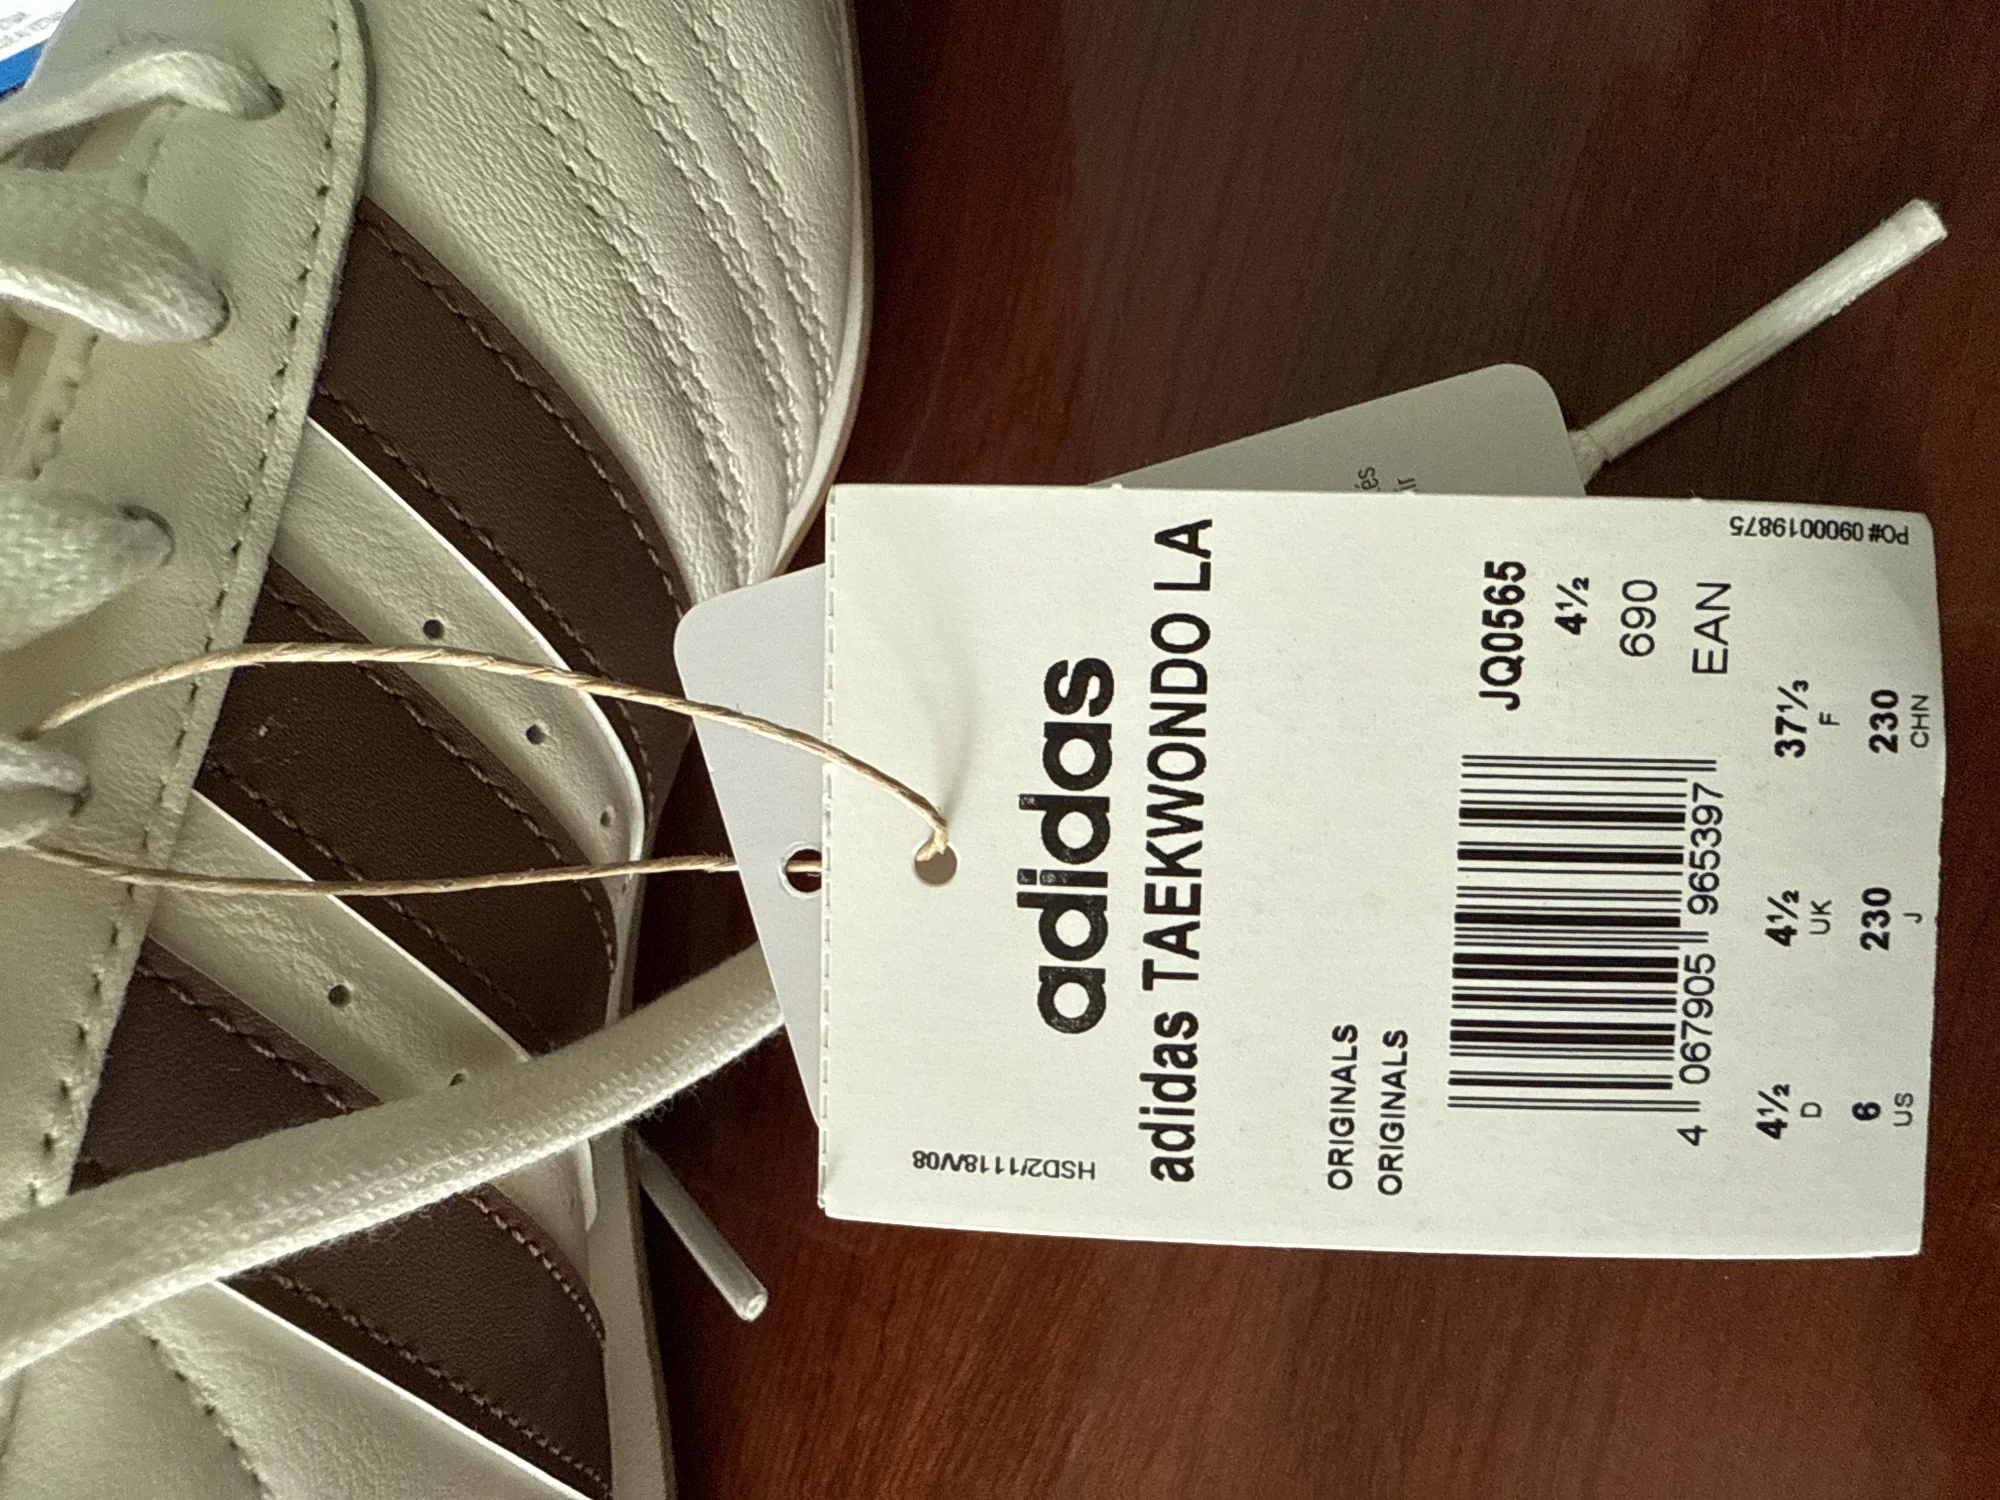 HSD2/1118/V08
adidas
adidas TAEKWONDO LA
ORIGINALS
ORIGINALS
JQ0565
4½
690
EAN
4 067905 965397
4½ 4½ 37⅓
D UK F
6 230 230
US J CHN
PO# 0900019875